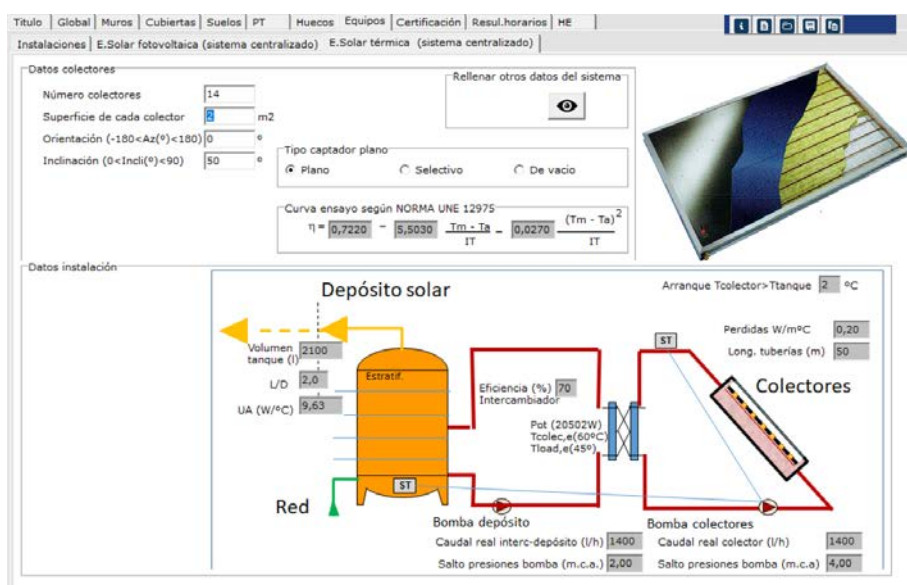 Titulo Global Muros Cubiertas Suelos PT Huecos Equipos Certificación Resul.horarios HE
Instalaciones E.Solar fotovoltaica (sistema centralizado) E.Solar térmica (sistema centralizado)
Datos colectores
Rellenar otros datos del sistema
Número colectores 14
Superficie de cada colector 2 m2
Orientación (-180<Az(º)<180) 0 º
Inclinación (0<Incli(º)<90) 50 º
Tipo captador plano
Plano Selectivo De vacio
Curva ensayo según NORMA UNE 12975
η = 0,7220 - 5,5030 Tm - Ta / IT - 0,0270 (Tm - Ta)² / IT
Datos instalación
Depósito solar
Arranque Tcolector>Ttanque 2 ºC
Volumen tanque (l) 2100
L/D 2,0
UA (W/ºC) 9,63
Estratif.
Eficiencia (%) 70
Intercambiador
Pot (20502W)
Tcolec,e(60ºC)
Tload,e(45º)
ST
Perdidas W/mºC 0,20
Long. tuberías (m) 50
Colectores
ST
Red
Bomba depósito
Caudal real interc-depósito (l/h) 1400
Salto presiones bomba (m.c.a.) 2,00
Bomba colectores
Caudal real colector (l/h) 1400
Salto presiones bomba (m.c.a) 4,00